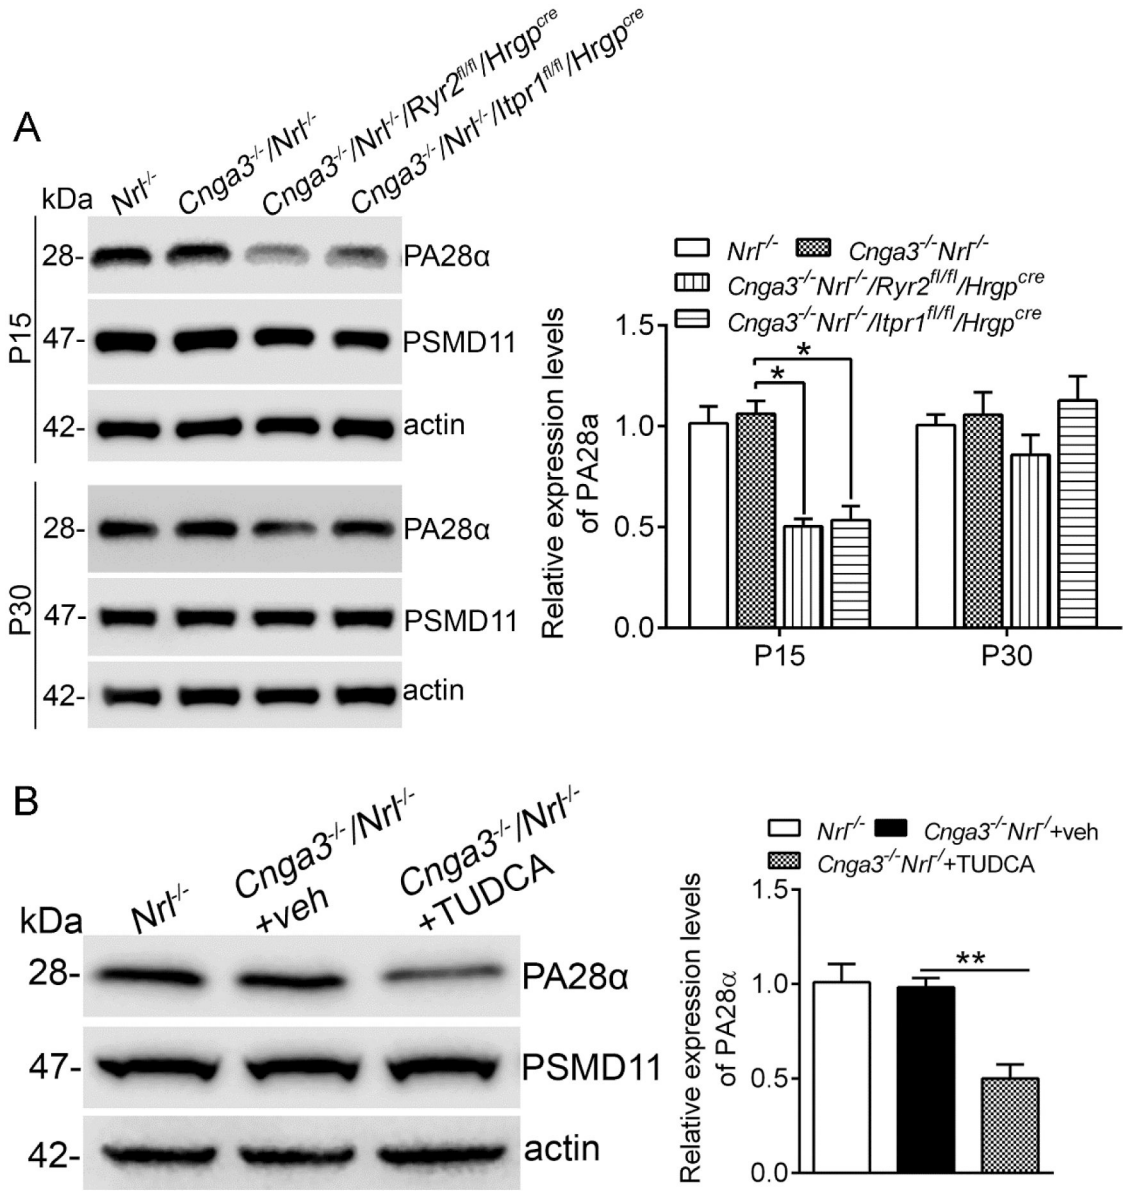 A
Nrl-/-
Cnga3-/-/Nrl-/-
Cnga3-/-/Nrl-/-/Ryr2fl/fl/Hrgpcre
Cnga3-/-/Nrl-/-/Itpr1fl/fl/Hrgpcre
kDa
P15
28- PA28α
47- PSMD11
42- actin
P30
28- PA28α
47- PSMD11
42- actin
Nrl-/- Cnga3-/-Nrl-/-
Cnga3-/-Nrl-/-/Ryr2fl/fl/Hrgpcre
Cnga3-/-Nrl-/-/Itpr1fl/fl/Hrgpcre
Relative expression levels
of PA28a
1.5
1.0
0.5
0.0
*
*
P15 P30
B
Nrl-/-
Cnga3-/-/Nrl-/-
+veh
Cnga3-/-/Nrl-/-
+TUDCA
kDa
28- PA28α
47- PSMD11
42- actin
Nrl-/- Cnga3-/-Nrl-/+veh
Cnga3-/-Nrl-/+TUDCA
Relative expression levels
of PA28α
1.5
1.0
0.5
0.0
**